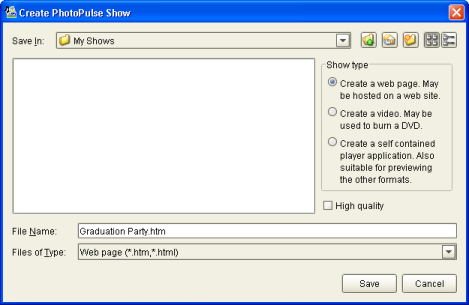 Create PhotoPulse Show
Save In: My Shows
Show type
Create a web page. May
be hosted on a web site.
Create a video. May be
used to burn a DVD.
Create a self contained
player application. Also
suitable for previewing
the other formats.
High quality
File Name: Graduation Party.htm
Files of Type: Web page (*.htm,*.html)
Save Cancel